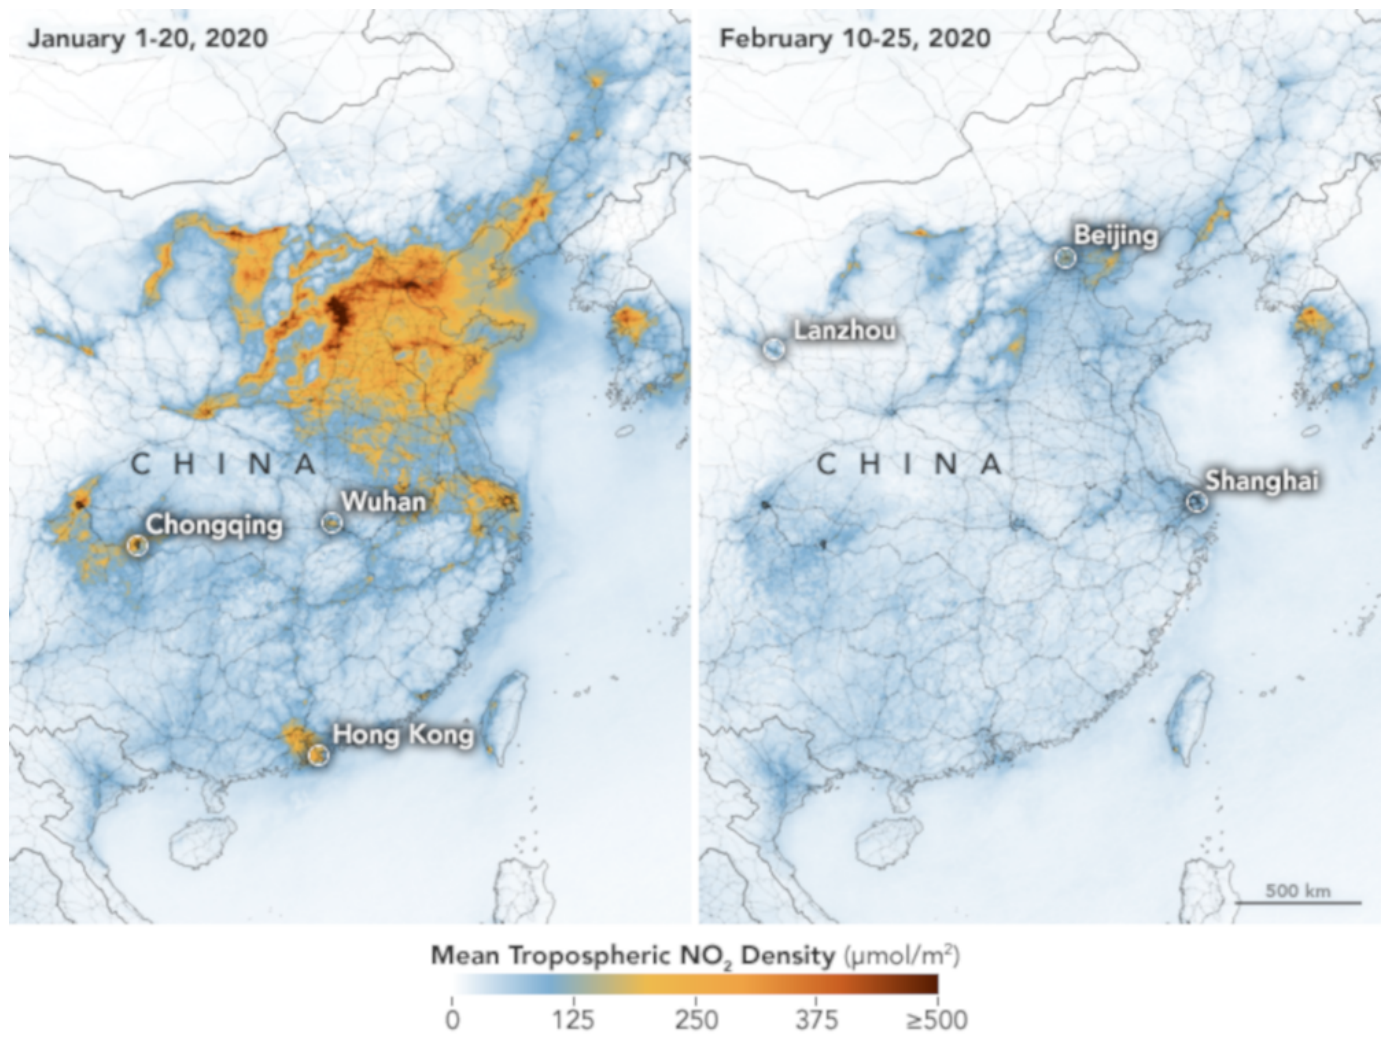 January 1-20, 2020
February 10-25, 2020
Beijing
Lanzhou
CHINA
CHINA
Shanghai
Wuhan
Chongqing
Hong Kong
500 km
Mean Tropospheric NO₂ Density (µmol/m²)
0 125 250 375 ≥500